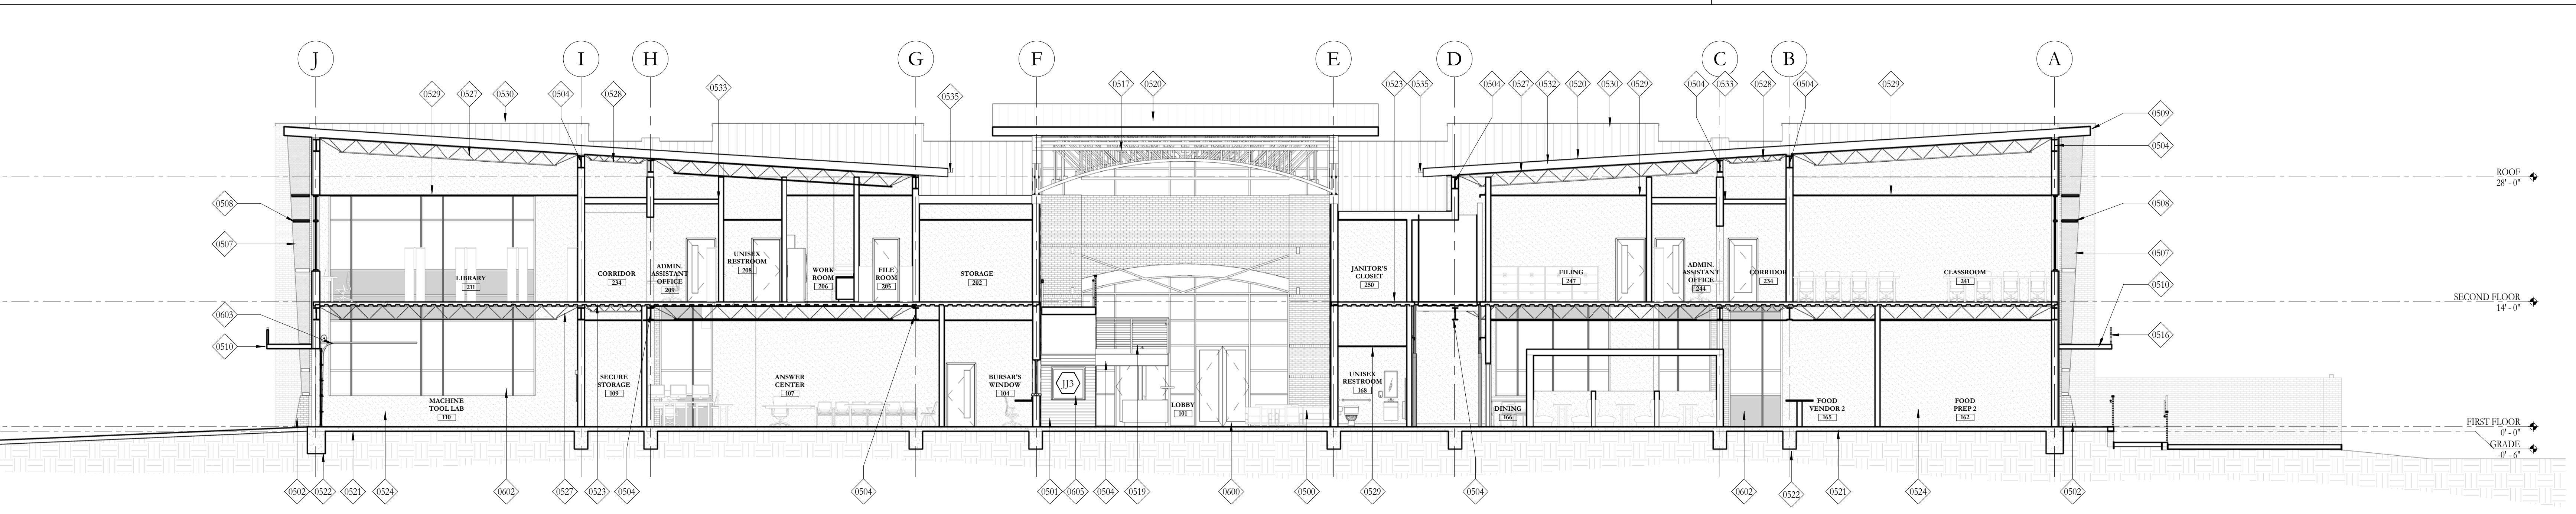 J I H G F E D C B A
0529 0527 0530 0504 0528 0533 0535 0517 0520 0523 0535 0504 0527 0532 0520 0530 0529 0504 0533 0528 0504 0529
0509
0504
ROOF
28' - 0"
0508
0508
0507
0507
LIBRARY
211
CORRIDOR
234
ADMIN.
ASSISTANT
OFFICE
209
UNISEX
RESTROOM
208
WORK
ROOM
206
FILE
ROOM
205
STORAGE
202
JANITOR'S
CLOSET
250
FILING
247
ADMIN.
ASSISTANT
OFFICE
244
CORRIDOR
234
CLASSROOM
241
0510
SECOND FLOOR
14' - 0"
0603
0510
0516
MACHINE
TOOL LAB
110
SECURE
STORAGE
109
ANSWER
CENTER
107
BURSAR'S
WINDOW
104
JJ3
LOBBY
101
UNISEX
RESTROOM
168
DINING
166
FOOD
VENDOR 2
165
FOOD
PREP 2
162
FIRST FLOOR
0' - 0"
GRADE
-0' - 6"
0502 0522 0521 0524 0602 0527 0523 0504 0504 0501 0605 0504 0519 0600 0500 0529 0504 0602 0522 0521 0524 0502